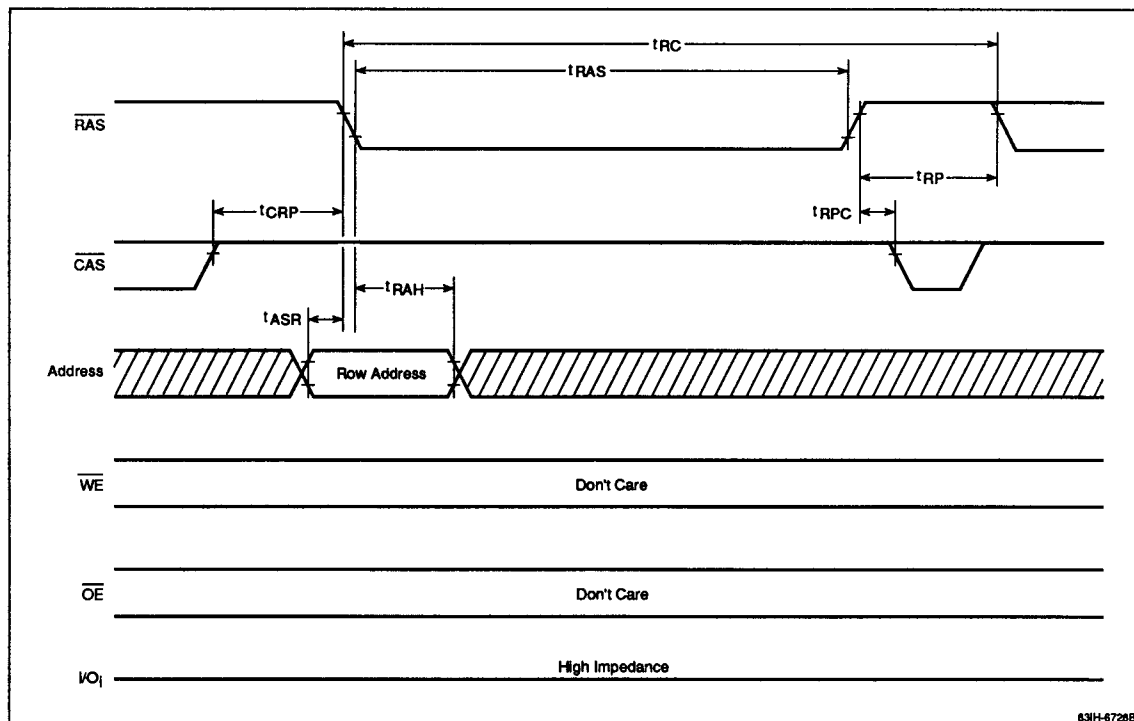 tRC
tRAS
RAS
tRP
tCRP
tRPC
CAS
tRAH
tASR
Address
Row Address
WE
Don't Care
OE
Don't Care
High Impedance
I/Oi
83IH-6726B